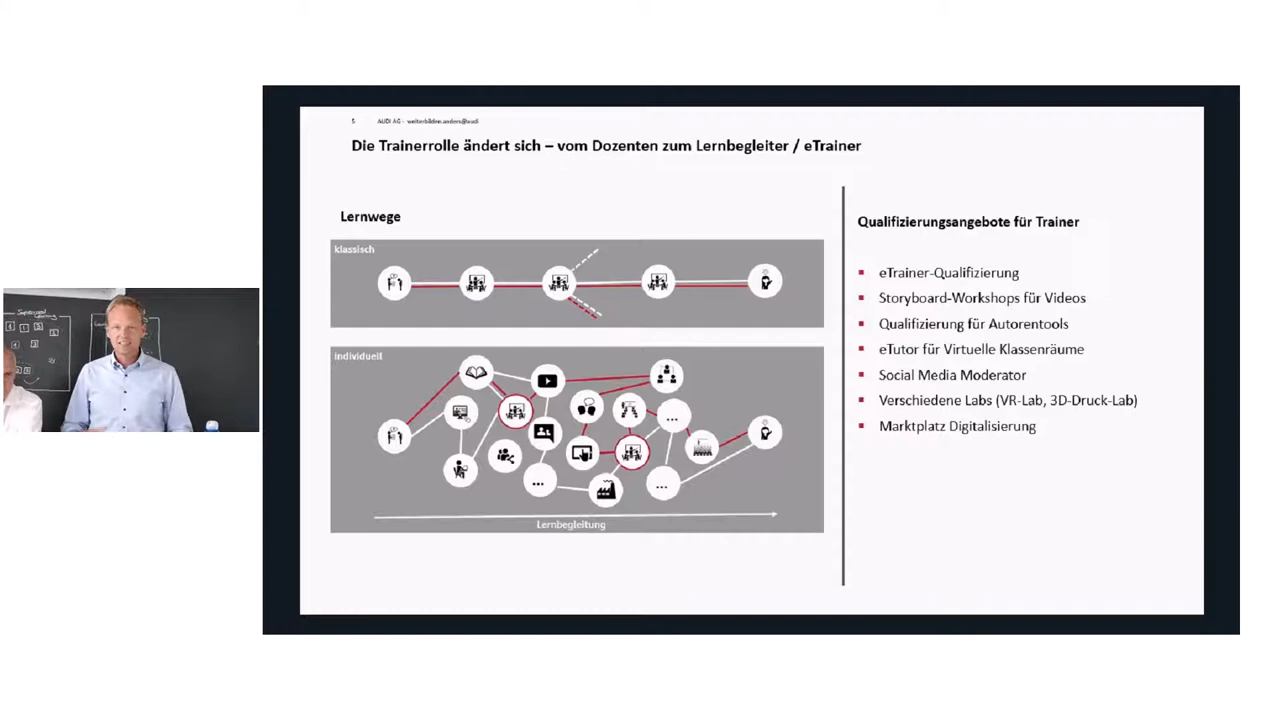 5 AUDI AG - weiterbilden.anders@audi
Die Trainerrolle ändert sich – vom Dozenten zum Lernbegleiter / eTrainer
Lernwege
klassisch
individuell
...
...
...
Lernbegleitung
Qualifizierungsangebote für Trainer
eTrainer-Qualifizierung
Storyboard-Workshops für Videos
Qualifizierung für Autorentools
eTutor für Virtuelle Klassenräume
Social Media Moderator
Verschiedene Labs (VR-Lab, 3D-Druck-Lab)
Marktplatz Digitalisierung